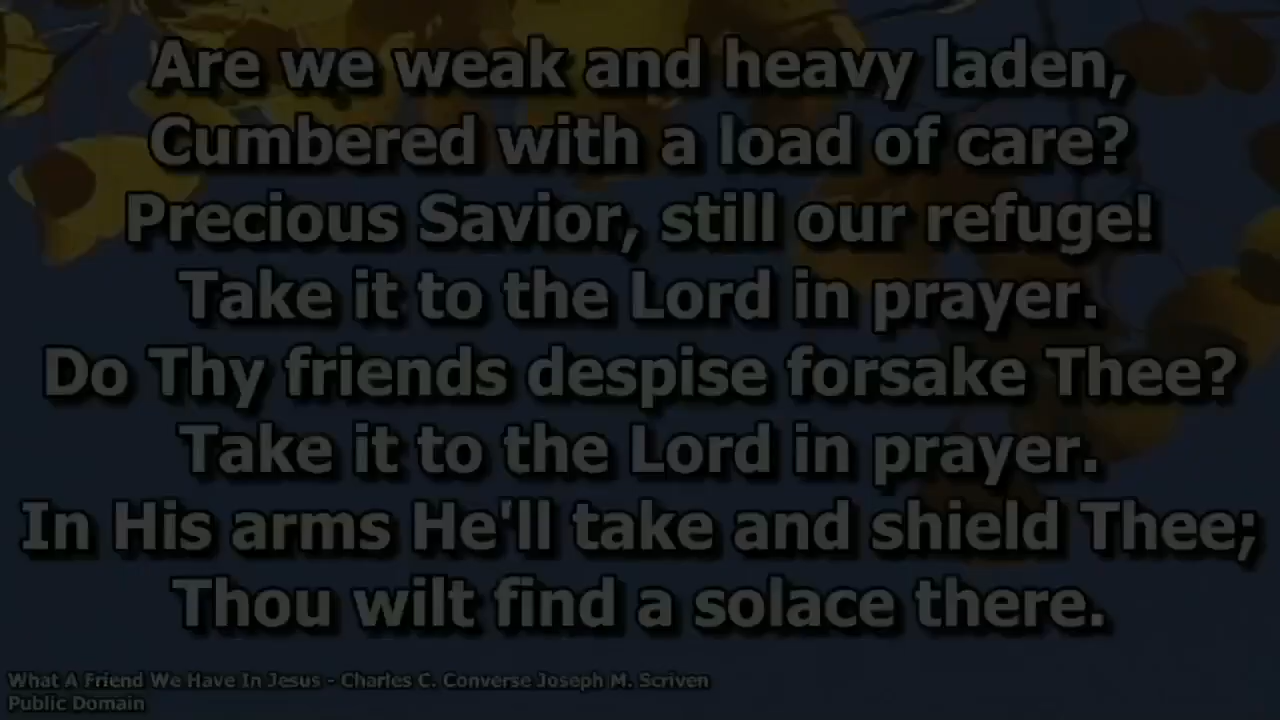 Are we weak and heavy laden,
Cumbered with a load of care?
Precious Savior, still our refuge!
Take it to the Lord in prayer.
Do Thy friends despise forsake Thee?
Take it to the Lord in prayer.
In His arms He'll take and shield Thee;
Thou wilt find a solace there.
What A Friend We Have In Jesus - Charles C. Converse Joseph M. Scriven
Public Domain